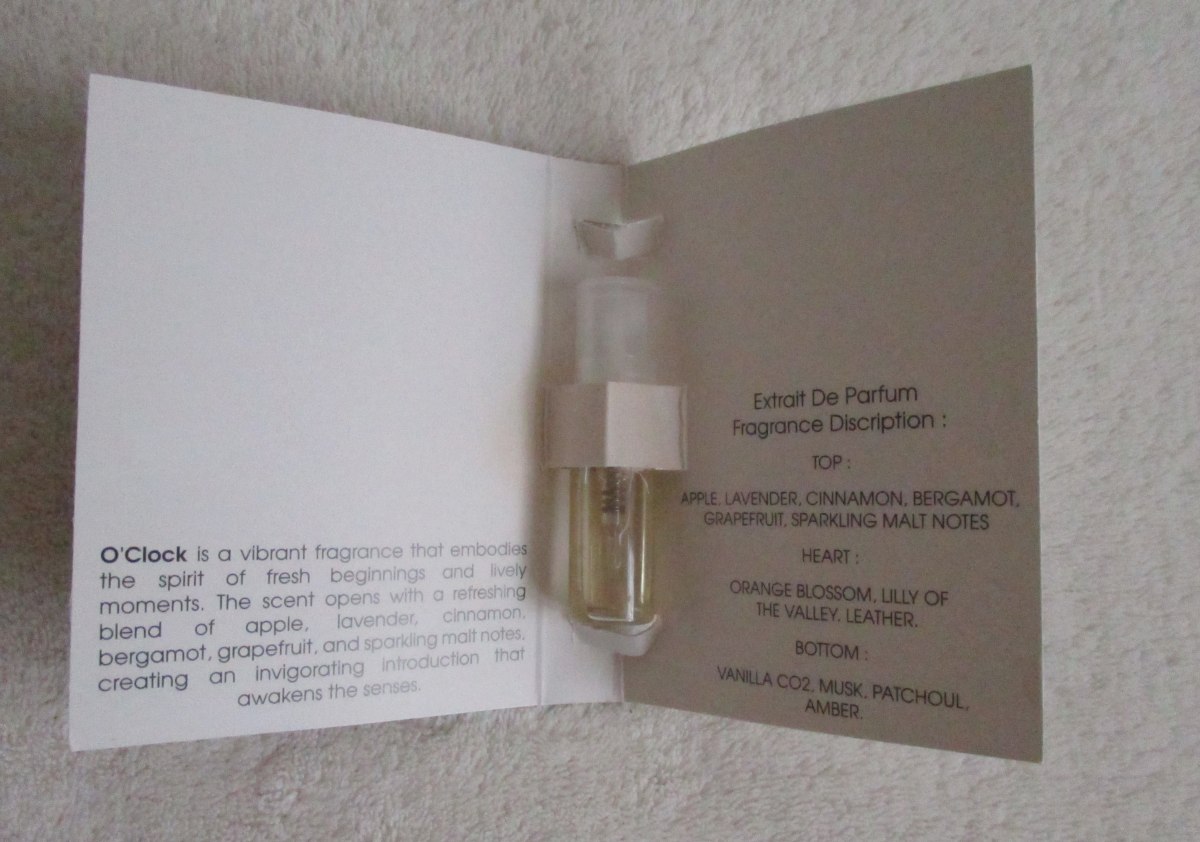 O'Clock is a vibrant fragrance that embodies
the spirit of fresh beginnings and lively
moments. The scent opens with a refreshing
blend of apple, lavender, cinnamon,
bergamot, grapefruit, and sparkling malt notes,
creating an invigorating introduction that
awakens the senses.
Extrait De Parfum
Fragrance Discription :
TOP :
APPLE, LAVENDER, CINNAMON, BERGAMOT,
GRAPEFRUIT, SPARKLING MALT NOTES
HEART :
ORANGE BLOSSOM, LILLY OF
THE VALLEY, LEATHER.
BOTTOM :
VANILLA CO2, MUSK, PATCHOUL,
AMBER.